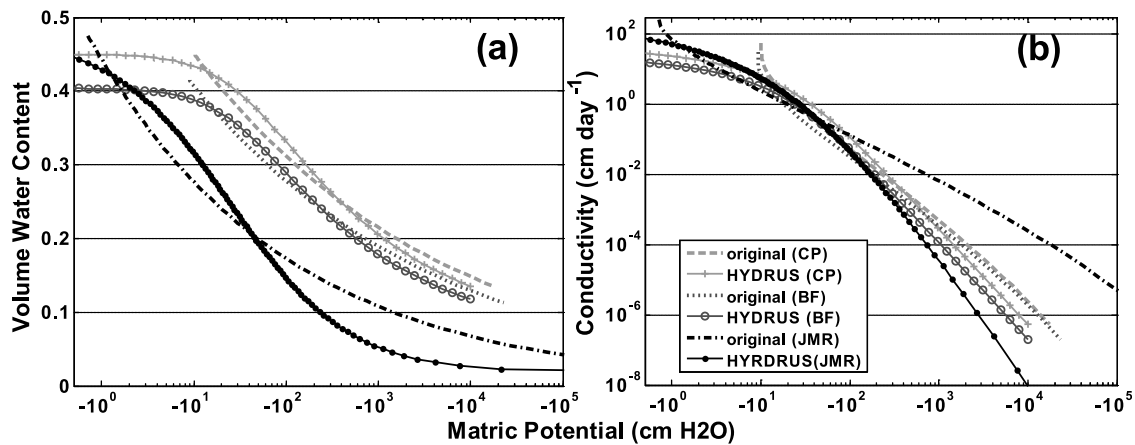 (a)
Volume Water Content
0.5
0.4
0.3
0.2
0.1
0
-10^0
-10^1
-10^2
-10^3
-10^4
-10^5
(b)
Conductivity (cm day^-1)
10^2
10^0
10^-2
10^-4
10^-6
10^-8
original (CP)
HYDRUS (CP)
original (BF)
HYDRUS (BF)
original (JMR)
HYRDRUS(JMR)
-10^0
-10^1
-10^2
-10^3
-10^4
-10^5
Matric Potential (cm H2O)